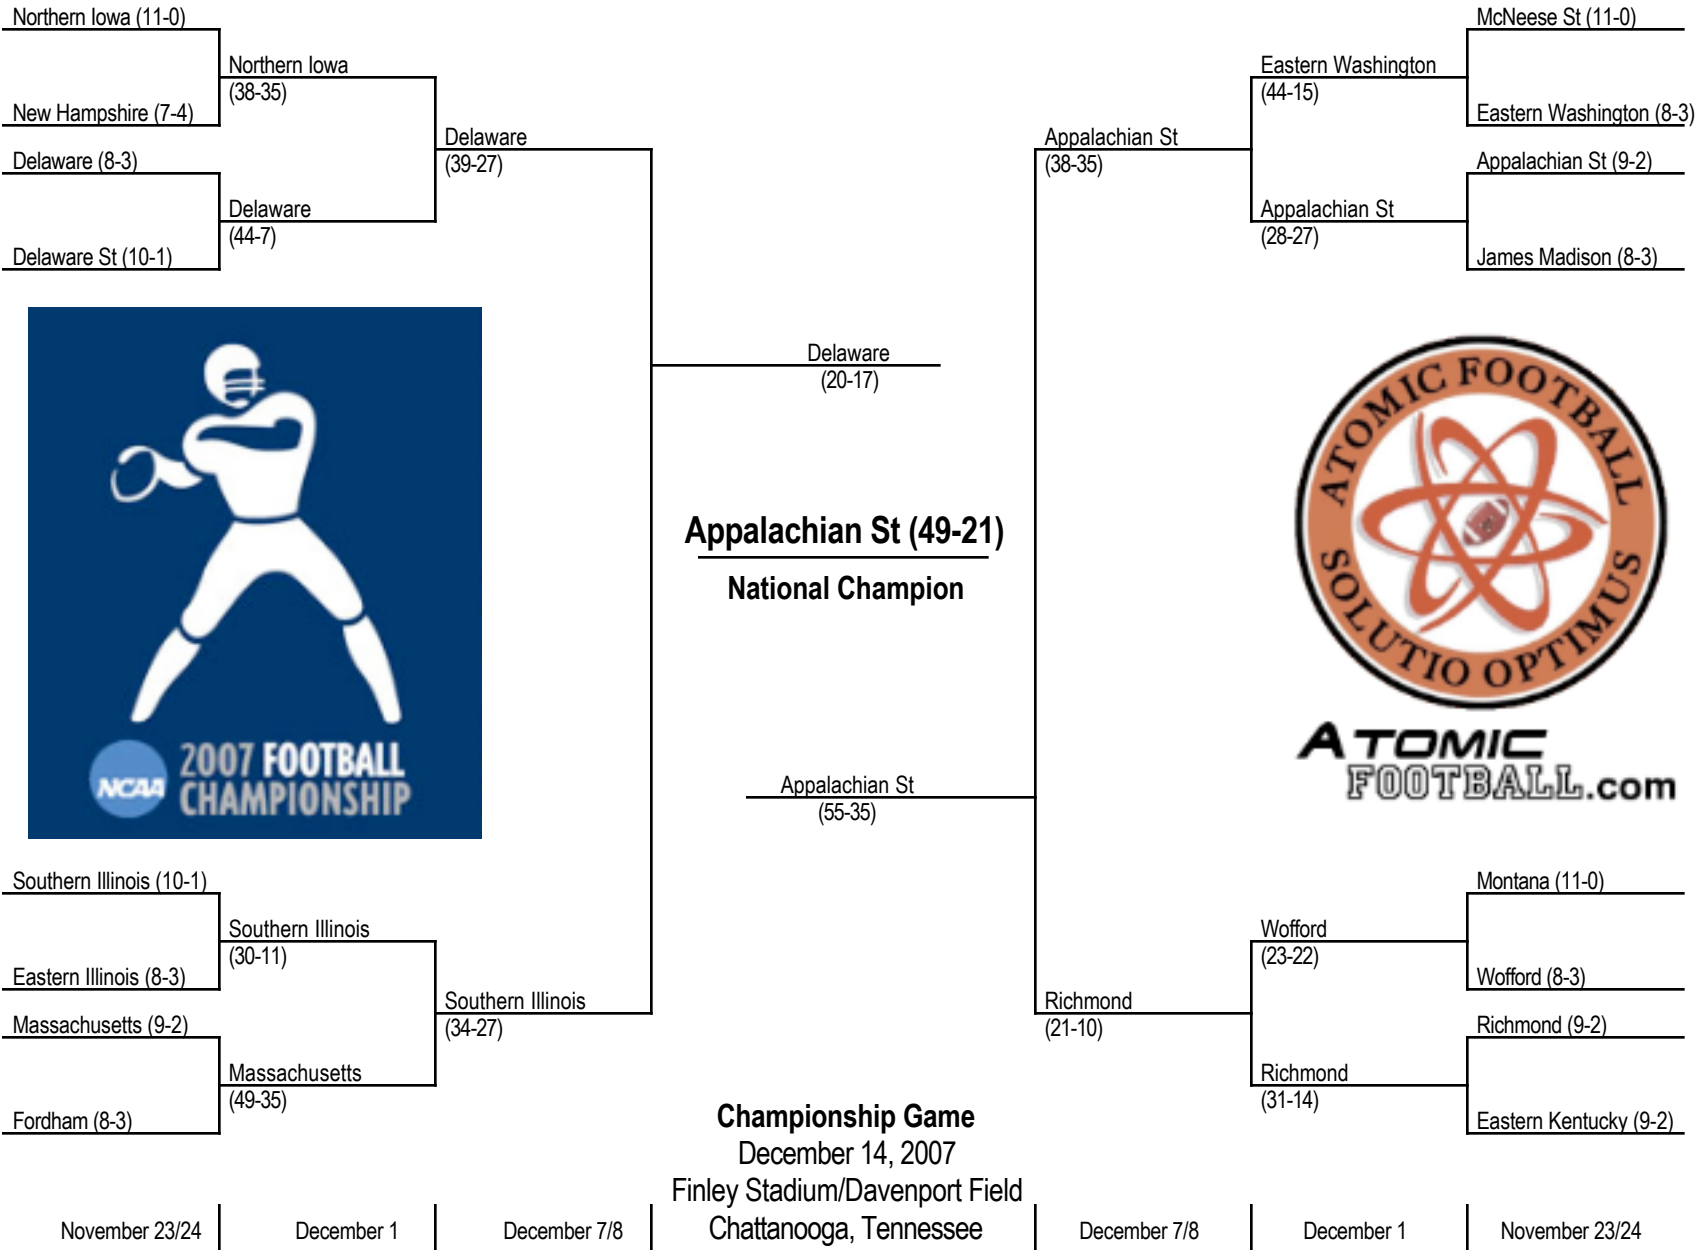 Northern Iowa (11-0)
New Hampshire (7-4)
Delaware (8-3)
Delaware St (10-1)
Northern Iowa
(38-35)
Delaware
(44-7)
Delaware
(39-27)
Delaware
(20-17)
Appalachian St
(38-35)
Eastern Washington
(44-15)
Appalachian St
(28-27)
McNeese St (11-0)
Eastern Washington (8-3)
Appalachian St (9-2)
James Madison (8-3)
NCAA
2007 FOOTBALL
CHAMPIONSHIP
Appalachian St (49-21)
National Champion
ATOMIC FOOTBALL
SOLUTIO OPTIMUS
ATOMIC
FOOTBALL.com
Appalachian St
(55-35)
Southern Illinois (10-1)
Eastern Illinois (8-3)
Massachusetts (9-2)
Fordham (8-3)
Southern Illinois
(30-11)
Massachusetts
(49-35)
Southern Illinois
(34-27)
Richmond
(21-10)
Wofford
(23-22)
Richmond
(31-14)
Montana (11-0)
Wofford (8-3)
Richmond (9-2)
Eastern Kentucky (9-2)
Championship Game
December 14, 2007
Finley Stadium/Davenport Field
Chattanooga, Tennessee
November 23/24
December 1
December 7/8
December 7/8
December 1
November 23/24